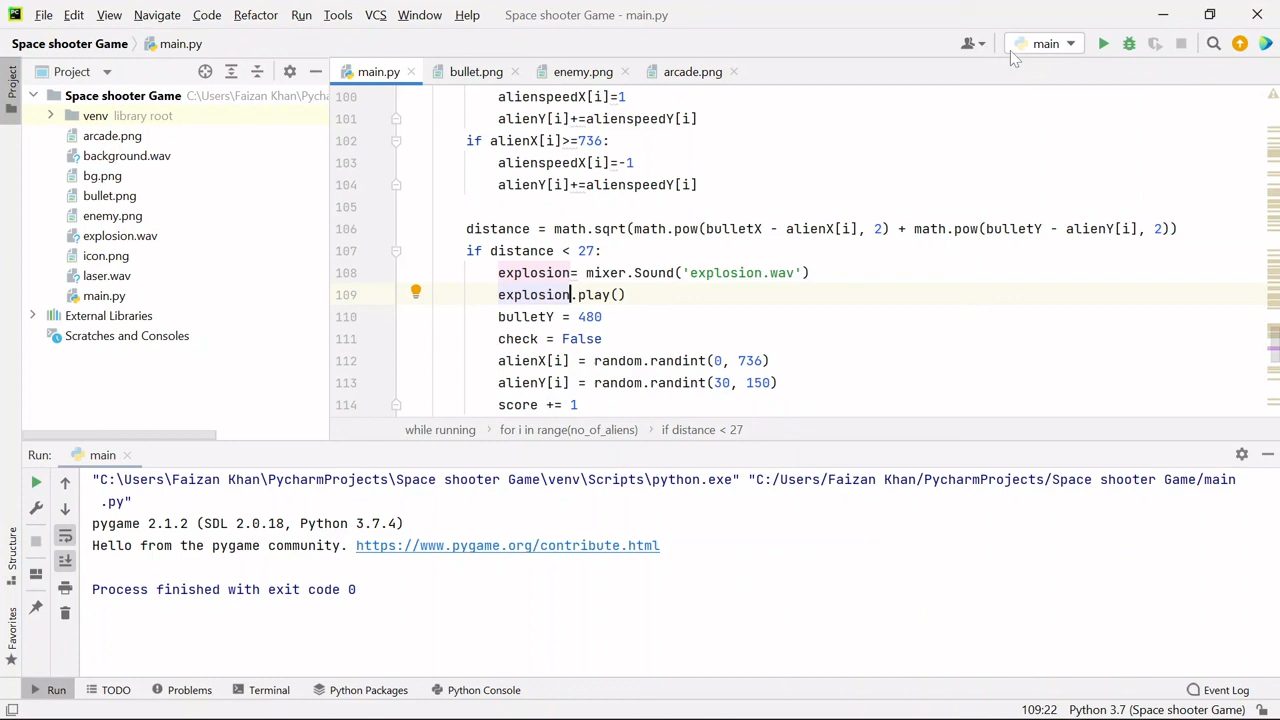 File Edit View Navigate Code Refactor Run Tools VCS Window Help Space shooter Game - main.py
Space shooter Game main.py main
Project main.py bullet.png enemy.png arcade.png
Project
Space shooter Game C:\Users\Faizan Khan\Pycha
venv library root
arcade.png
background.wav
bg.png
bullet.png
enemy.png
explosion.wav
icon.png
laser.wav
main.py
External Libraries
Scratches and Consoles
100 alienspeedX[i]=1
101 alienY[i]+=alienspeedY[i]
102 if alienX[i]>=736:
103 alienspeedX[i]=-1
104 alienY[i]+=alienspeedY[i]
105
106 distance = math.sqrt(math.pow(bulletX - alienX[i], 2) + math.pow(bulletY - alienY[i], 2))
107 if distance < 27:
108 explosion= mixer.Sound('explosion.wav')
109 explosion.play()
110 bulletY = 480
111 check = False
112 alienX[i] = random.randint(0, 736)
113 alienY[i] = random.randint(30, 150)
114 score += 1
while running for i in range(no_of_aliens) if distance < 27
Run: main
"C:\Users\Faizan Khan\PycharmProjects\Space shooter Game\venv\Scripts\python.exe" "C:/Users/Faizan Khan/PycharmProjects/Space shooter Game/main
.py"
pygame 2.1.2 (SDL 2.0.18, Python 3.7.4)
Hello from the pygame community. https://www.pygame.org/contribute.html
Process finished with exit code 0
Structure
Favorites
Run TODO Problems Terminal Python Packages Python Console Event Log
109:22 Python 3.7 (Space shooter Game)